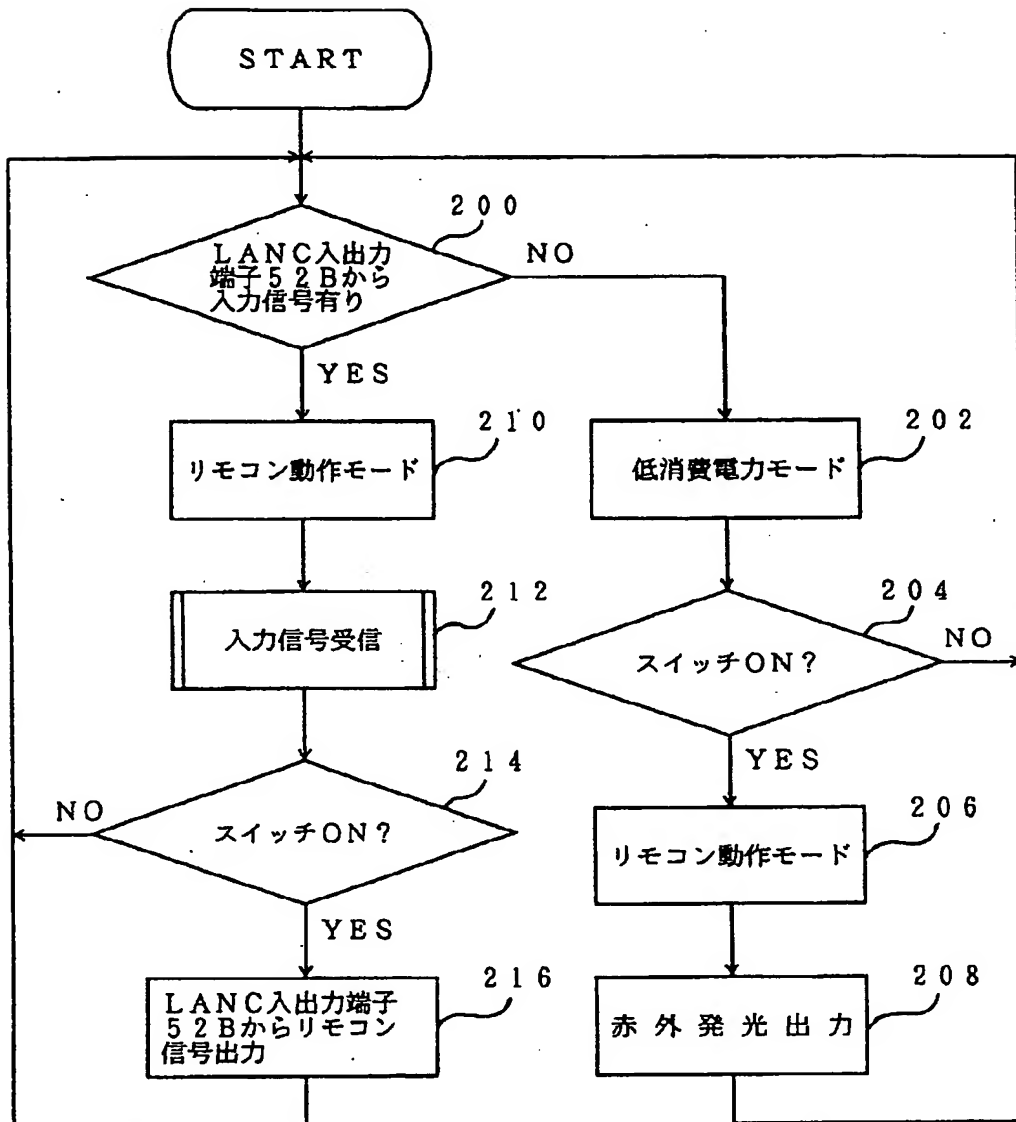 START
200
LANC入出力
端子52Bから
入力信号有り
NO
YES
210
リモコン動作モード
202
低消費電力モード
212
入力信号受信
204
スイッチON?
NO
YES
214
スイッチON?
NO
YES
206
リモコン動作モード
216
LANC入出力端子
52Bからリモコン
信号出力
208
赤外発光出力